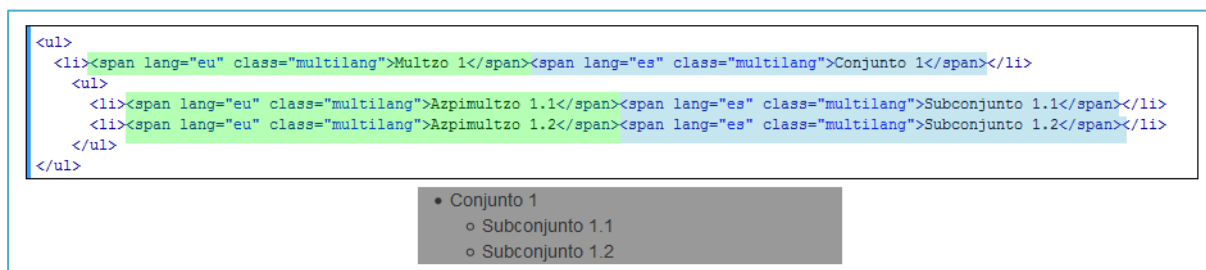 <ul>
<li><span lang="eu" class="multilang">Multzo 1</span><span lang="es" class="multilang">Conjunto 1</span></li>
<ul>
<li><span lang="eu" class="multilang">Azpimultzo 1.1</span><span lang="es" class="multilang">Subconjunto 1.1</span></li>
<li><span lang="eu" class="multilang">Azpimultzo 1.2</span><span lang="es" class="multilang">Subconjunto 1.2</span></li>
</ul>
</ul>
• Conjunto 1
o Subconjunto 1.1
o Subconjunto 1.2